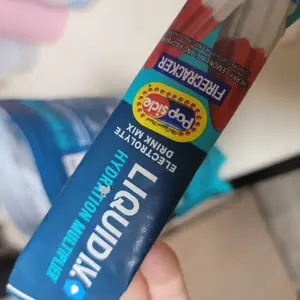 LIQUID I.V.
HYDRATION MULTIPLIER
ELECTROLYTE
DRINK MIX
Popsicle
FIRECRACKER